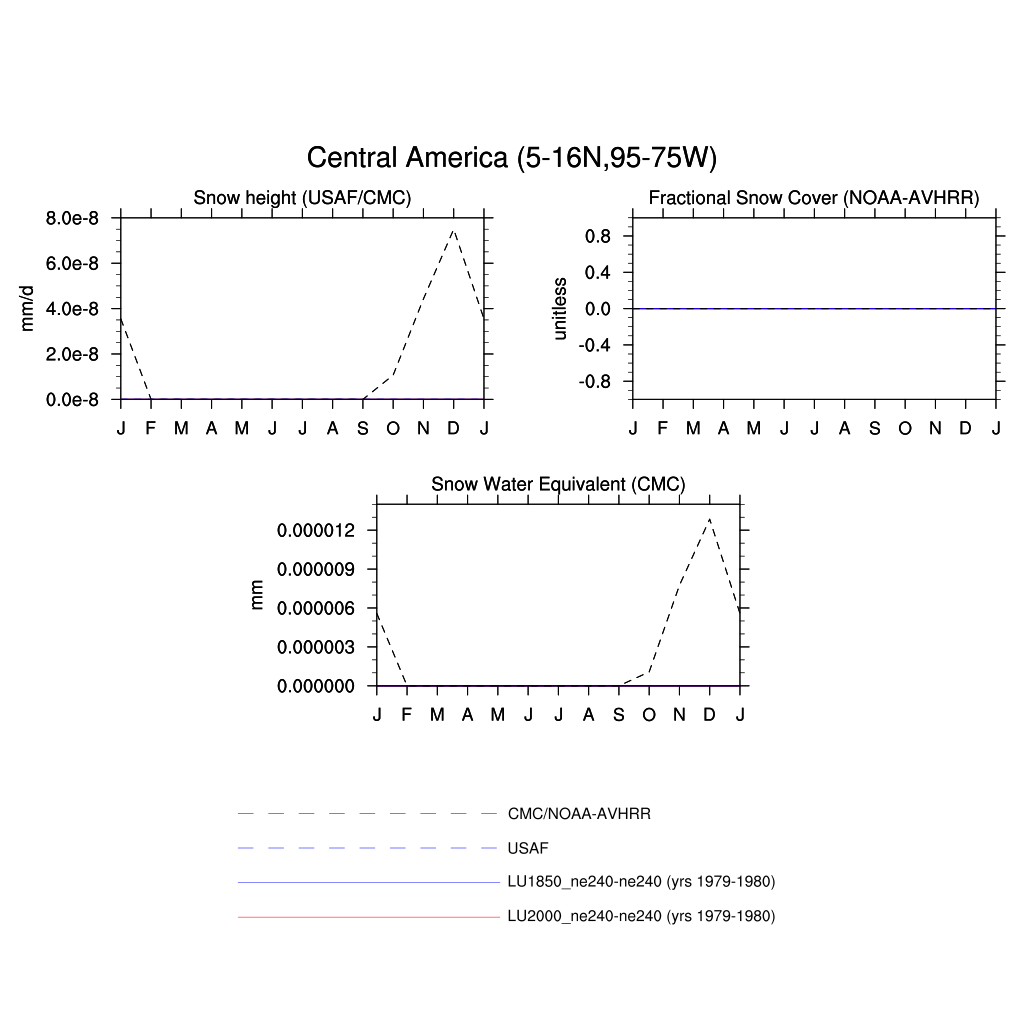 Central America (5-16N,95-75W)
Snow height (USAF/CMC)
8.0e-8
6.0e-8
4.0e-8
2.0e-8
0.0e-8
mm/d
J F M A M J J A S O N D J
Fractional Snow Cover (NOAA-AVHRR)
0.8
0.4
0.0
-0.4
-0.8
unitless
J F M A M J J A S O N D J
Snow Water Equivalent (CMC)
0.000012
0.000009
0.000006
0.000003
0.000000
mm
J F M A M J J A S O N D J
CMC/NOAA-AVHRR
USAF
LU1850_ne240-ne240 (yrs 1979-1980)
LU2000_ne240-ne240 (yrs 1979-1980)